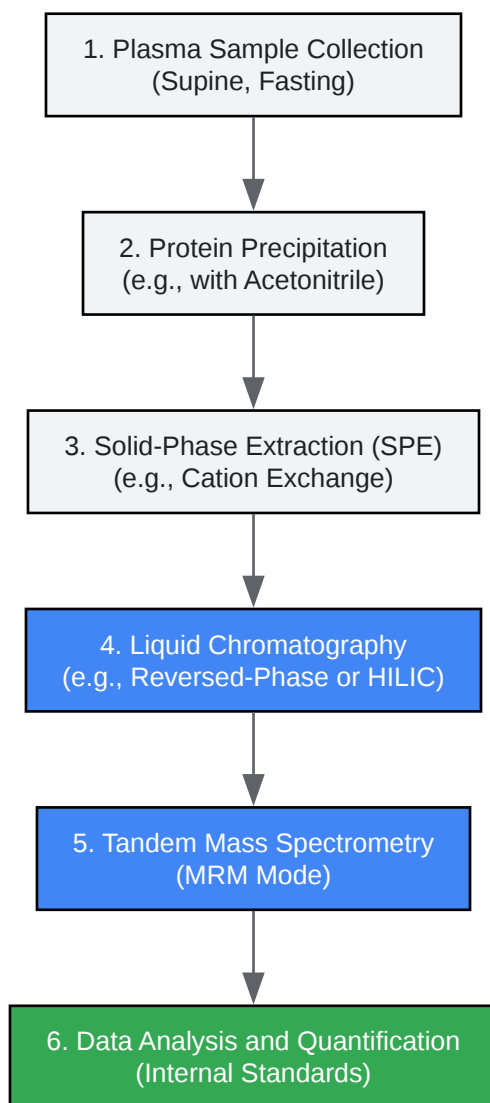 1. Plasma Sample Collection
(Supine, Fasting)
2. Protein Precipitation
(e.g., with Acetonitrile)
3. Solid-Phase Extraction (SPE)
(e.g., Cation Exchange)
4. Liquid Chromatography
(e.g., Reversed-Phase or HILIC)
5. Tandem Mass Spectrometry
(MRM Mode)
6. Data Analysis and Quantification
(Internal Standards)